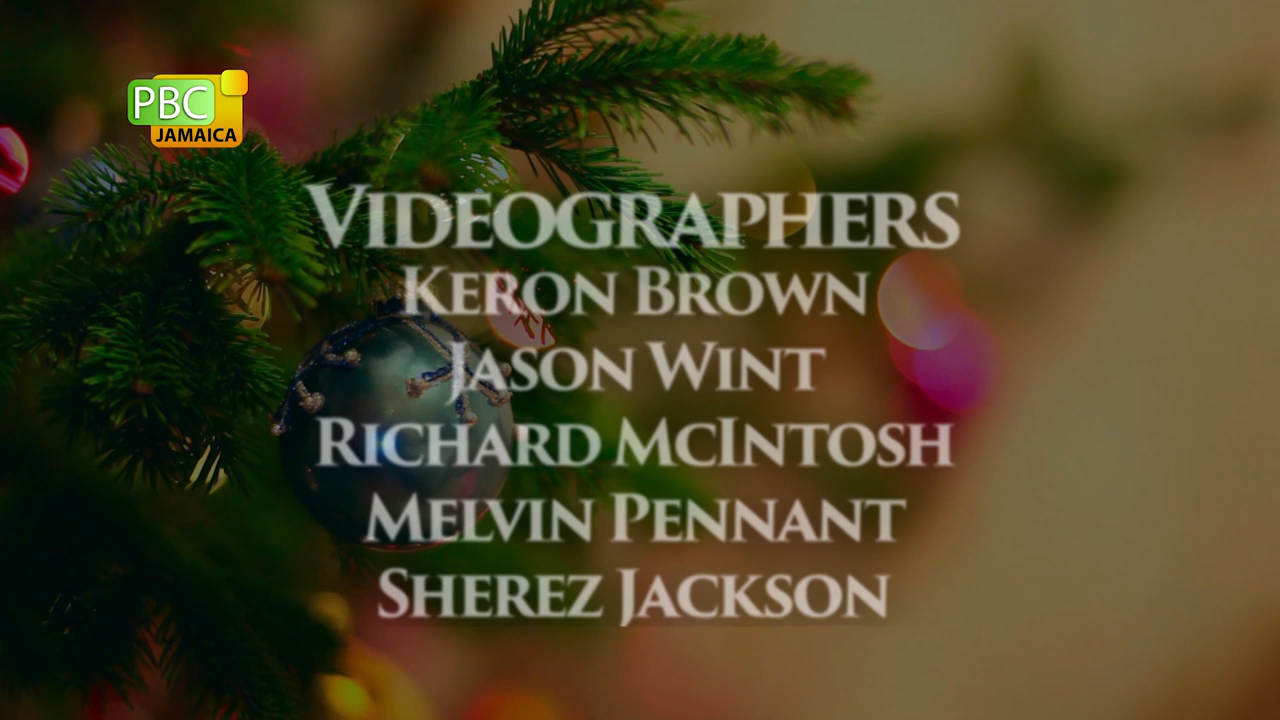 PBC
JAMAICA
VIDEOGRAPHERS
KERON BROWN
JASON WINT
RICHARD MCINTOSH
MELVIN PENNANT
SHEREZ JACKSON